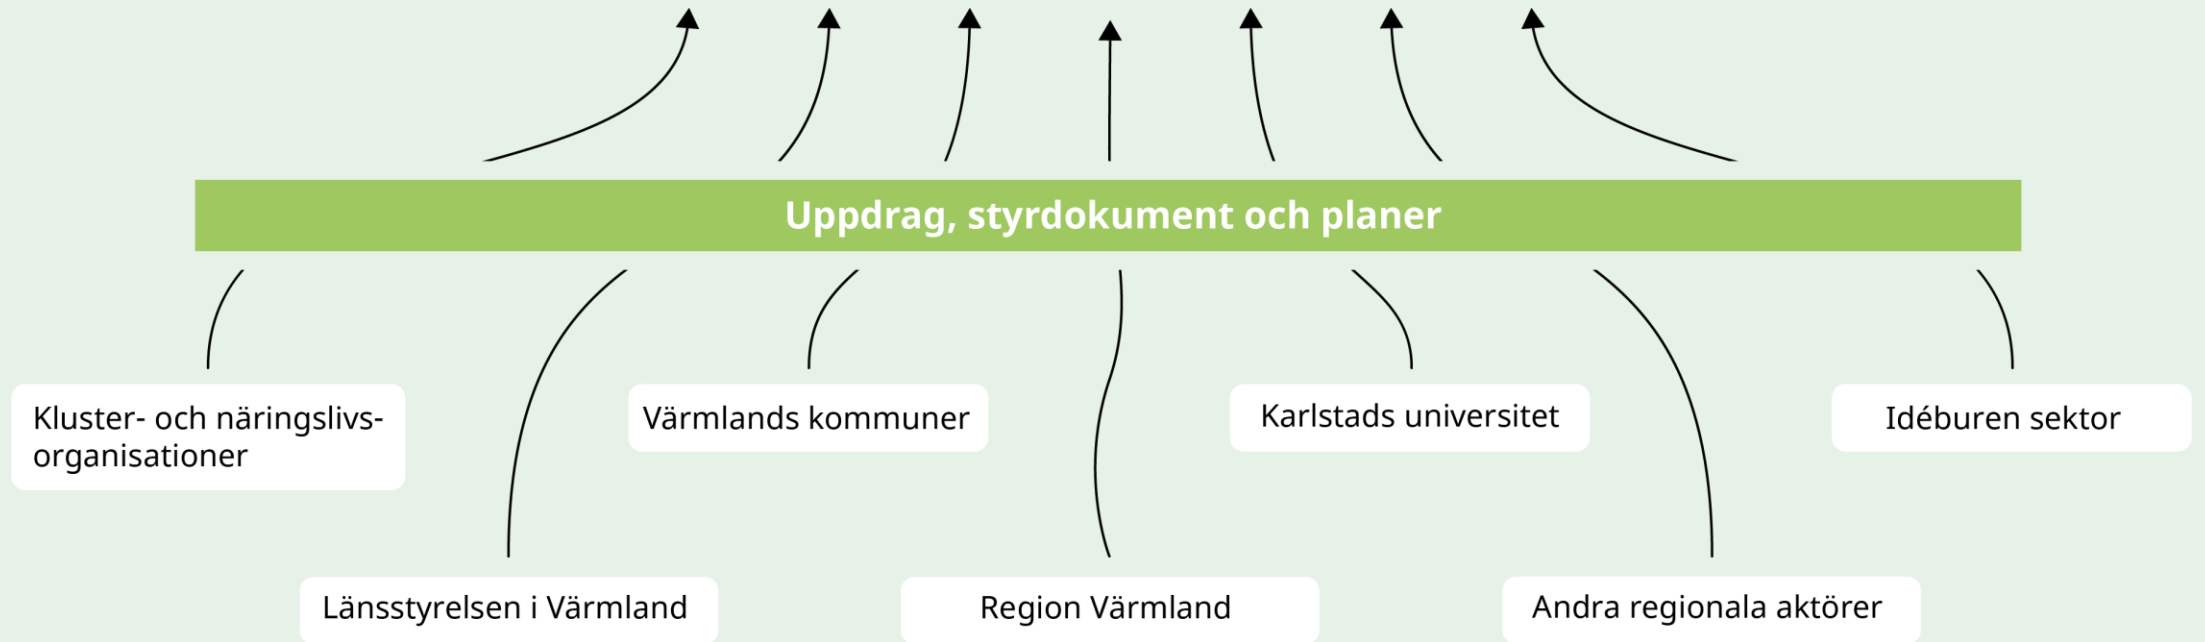 Uppdrag, styrdokument och planer
Kluster- och näringslivs-
organisationer
Värmlands kommuner
Karlstads universitet
Idéburen sektor
Länsstyrelsen i Värmland
Region Värmland
Andra regionala aktörer